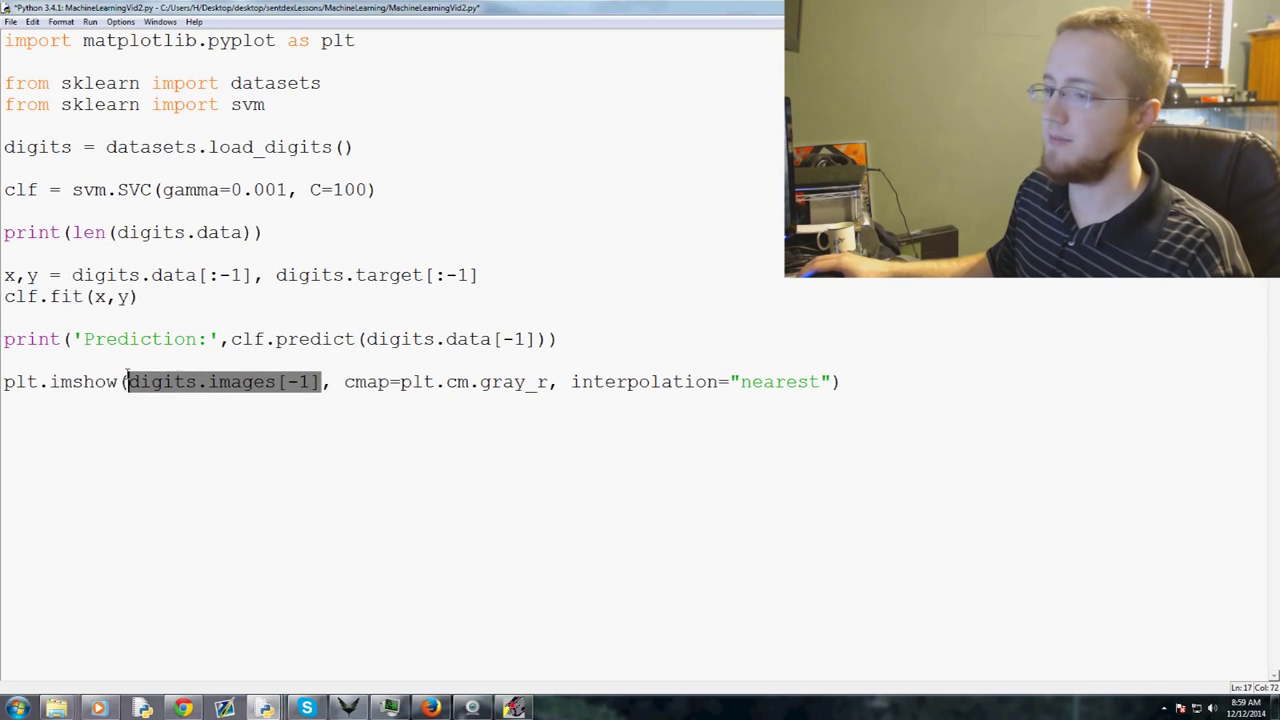 *Python 3.4.1: MachineLearningVid2.py - C:/Users/H/Desktop/desktop/sentdexLessons/MachineLearning/MachineLearningVid2.py*
File Edit Format Run Options Windows Help
import matplotlib.pyplot as plt
from sklearn import datasets
from sklearn import svm
digits = datasets.load_digits()
clf = svm.SVC(gamma=0.001, C=100)
print(len(digits.data))
x,y = digits.data[:-1], digits.target[:-1]
clf.fit(x,y)
print('Prediction:',clf.predict(digits.data[-1]))
plt.imshow(digits.images[-1], cmap=plt.cm.gray_r, interpolation="nearest")
Ln: 17 Col: 72
8:59 AM
12/12/2014